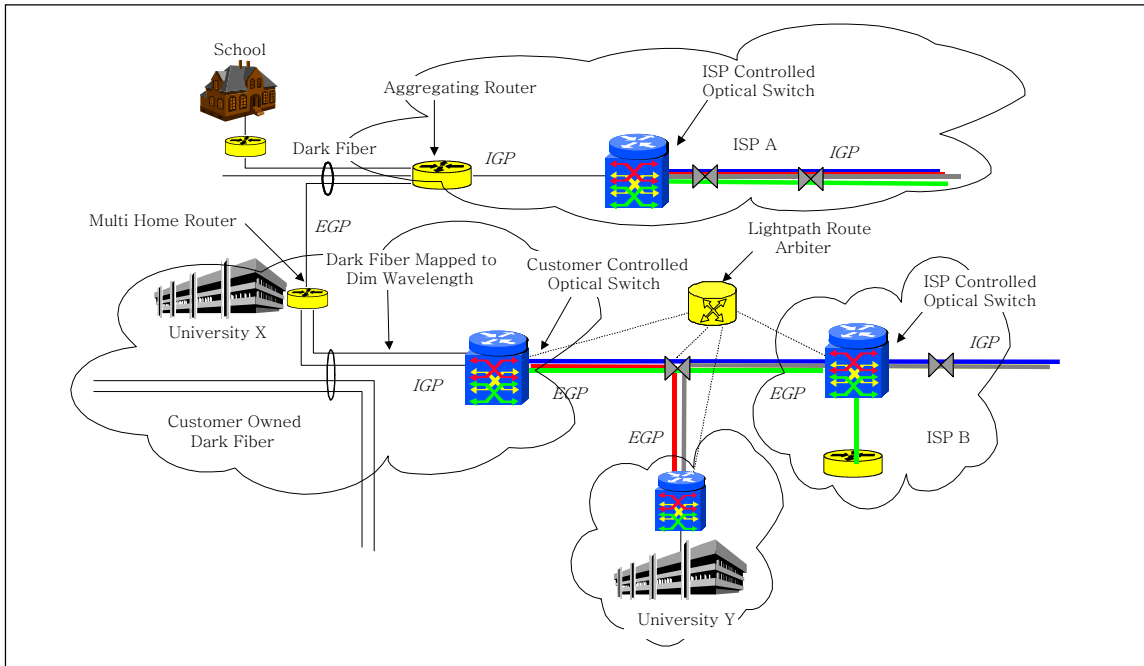 School
ISP Controlled
Optical Switch
Aggregating Router
ISP A
IGP
IGP
Dark Fiber
EGP
Multi Home Router
Lightpath Route
Arbiter
Dark Fiber Mapped to
Dim Wavelength
Customer Controlled
Optical Switch
ISP Controlled
Optical Switch
University X
IGP
IGP
EGP
EGP
Customer Owned
Dark Fiber
EGP
ISP B
University Y